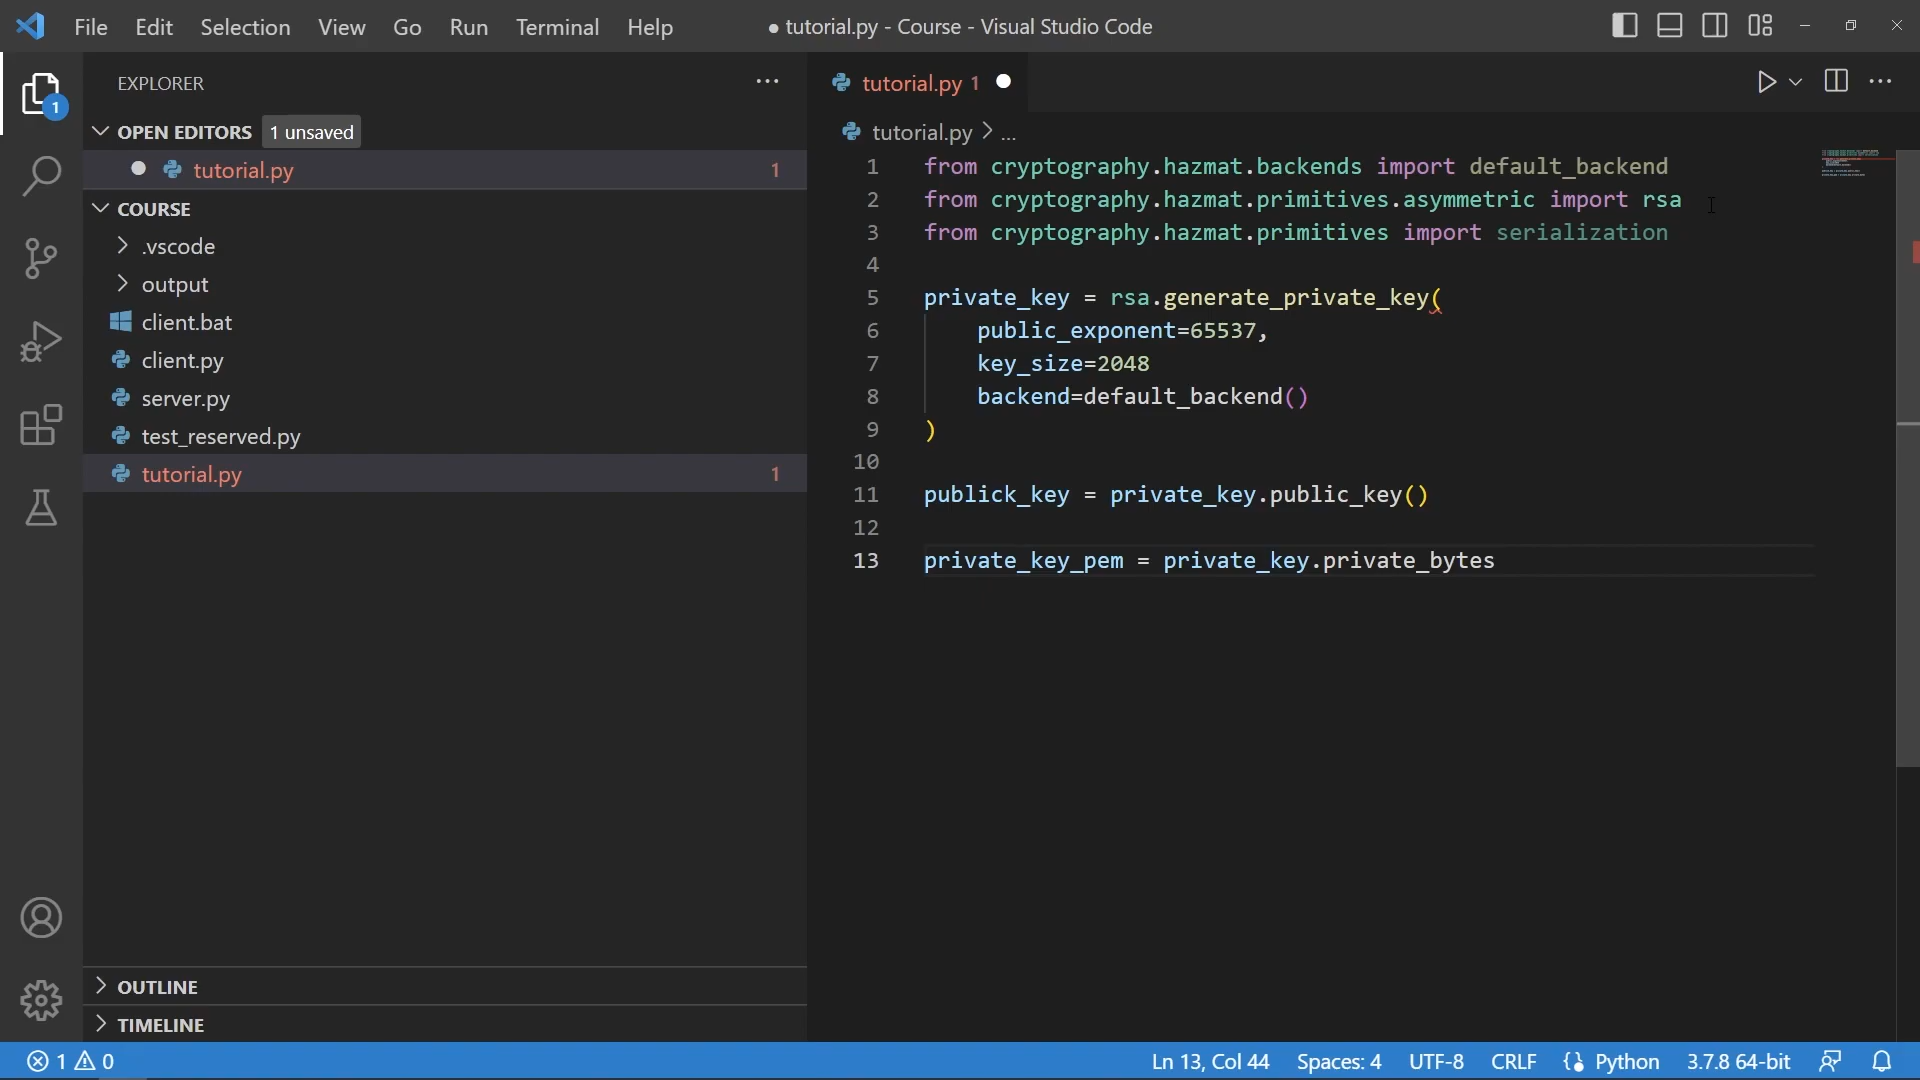 File Edit Selection View Go Run Terminal Help
● tutorial.py - Course - Visual Studio Code
EXPLORER
OPEN EDITORS 1 unsaved
tutorial.py 1
COURSE
.vscode
output
client.bat
client.py
server.py
test_reserved.py
tutorial.py 1
OUTLINE
TIMELINE
1
tutorial.py 1
tutorial.py > ...
1 from cryptography.hazmat.backends import default_backend
2 from cryptography.hazmat.primitives.asymmetric import rsa
3 from cryptography.hazmat.primitives import serialization
4
5 private_key = rsa.generate_private_key(
6 public_exponent=65537,
7 key_size=2048
8 backend=default_backend()
9 )
10
11 publick_key = private_key.public_key()
12
13 private_key_pem = private_key.private_bytes
1 0
Ln 13, Col 44 Spaces: 4 UTF-8 CRLF Python 3.7.8 64-bit